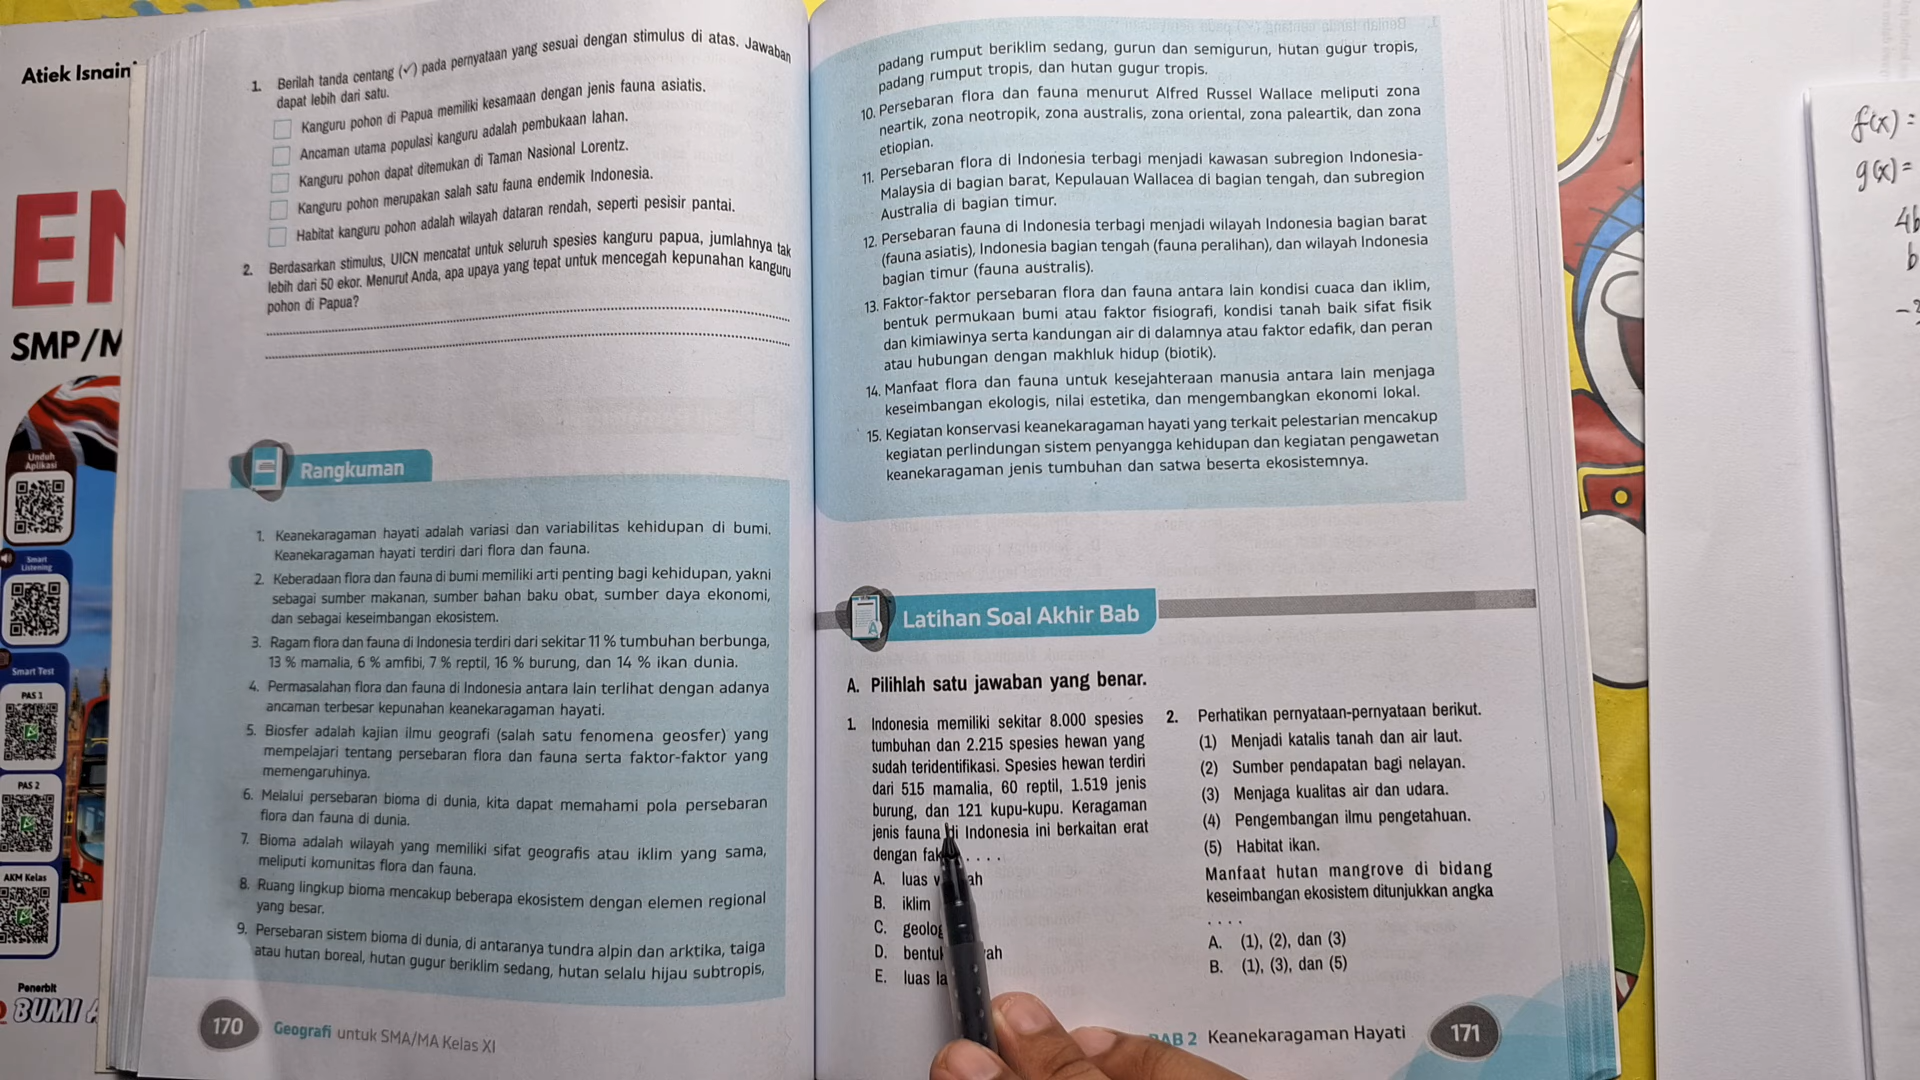 Atiek Isnain
EN
SMP/M
Unduh
Aplikasi
Smart
Listening
Smart Test
PAS 1
PAS 2
AKM Kelas
Penerbit
BUMI A
1. Berilah tanda centang (✓) pada pernyataan yang sesuai dengan stimulus di atas. Jawaban
dapat lebih dari satu.
Kanguru pohon di Papua memiliki kesamaan dengan jenis fauna asiatis.
Ancaman utama populasi kanguru adalah pembukaan lahan.
Kanguru pohon dapat ditemukan di Taman Nasional Lorentz.
Kanguru pohon merupakan salah satu fauna endemik Indonesia.
Habitat kanguru pohon adalah wilayah dataran rendah, seperti pesisir pantai.
2. Berdasarkan stimulus, UICN mencatat untuk seluruh spesies kanguru papua, jumlahnya tak
lebih dari 50 ekor. Menurut Anda, apa upaya yang tepat untuk mencegah kepunahan kanguru
pohon di Papua?
Rangkuman
1. Keanekaragaman hayati adalah variasi dan variabilitas kehidupan di bumi.
Keanekaragaman hayati terdiri dari flora dan fauna.
2. Keberadaan flora dan fauna di bumi memiliki arti penting bagi kehidupan, yakni
sebagai sumber makanan, sumber bahan baku obat, sumber daya ekonomi,
dan sebagai keseimbangan ekosistem.
3. Ragam flora dan fauna di Indonesia terdiri dari sekitar 11 % tumbuhan berbunga,
13 % mamalia, 6 % amfibi, 7 % reptil, 16 % burung, dan 14 % ikan dunia.
4. Permasalahan flora dan fauna di Indonesia antara lain terlihat dengan adanya
ancaman terbesar kepunahan keanekaragaman hayati.
5. Biosfer adalah kajian ilmu geografi (salah satu fenomena geosfer) yang
mempelajari tentang persebaran flora dan fauna serta faktor-faktor yang
memengaruhinya.
6. Melalui persebaran bioma di dunia, kita dapat memahami pola persebaran
flora dan fauna di dunia.
7. Bioma adalah wilayah yang memiliki sifat geografis atau iklim yang sama,
meliputi komunitas flora dan fauna.
8. Ruang lingkup bioma mencakup beberapa ekosistem dengan elemen regional
yang besar.
9. Persebaran sistem bioma di dunia, di antaranya tundra alpin dan arktika, taiga
atau hutan boreal, hutan gugur beriklim sedang, hutan selalu hijau subtropis,
170 Geografi untuk SMA/MA Kelas XI
padang rumput beriklim sedang, gurun dan semigurun, hutan gugur tropis,
padang rumput tropis, dan hutan gugur tropis.
10. Persebaran flora dan fauna menurut Alfred Russel Wallace meliputi zona
neartik, zona neotropik, zona australis, zona oriental, zona paleartik, dan zona
etiopian.
11. Persebaran flora di Indonesia terbagi menjadi kawasan subregion Indonesia-
Malaysia di bagian barat, Kepulauan Wallacea di bagian tengah, dan subregion
Australia di bagian timur.
12. Persebaran fauna di Indonesia terbagi menjadi wilayah Indonesia bagian barat
(fauna asiatis), Indonesia bagian tengah (fauna peralihan), dan wilayah Indonesia
bagian timur (fauna australis).
13. Faktor-faktor persebaran flora dan fauna antara lain kondisi cuaca dan iklim,
bentuk permukaan bumi atau faktor fisiografi, kondisi tanah baik sifat fisik
dan kimiawinya serta kandungan air di dalamnya atau faktor edafik, dan peran
atau hubungan dengan makhluk hidup (biotik).
14. Manfaat flora dan fauna untuk kesejahteraan manusia antara lain menjaga
keseimbangan ekologis, nilai estetika, dan mengembangkan ekonomi lokal.
15. Kegiatan konservasi keanekaragaman hayati yang terkait pelestarian mencakup
kegiatan perlindungan sistem penyangga kehidupan dan kegiatan pengawetan
keanekaragaman jenis tumbuhan dan satwa beserta ekosistemnya.
Latihan Soal Akhir Bab
A. Pilihlah satu jawaban yang benar.
1. Indonesia memiliki sekitar 8.000 spesies
tumbuhan dan 2.215 spesies hewan yang
sudah teridentifikasi. Spesies hewan terdiri
dari 515 mamalia, 60 reptil, 1.519 jenis
burung, dan 121 kupu-kupu. Keragaman
jenis fauna di Indonesia ini berkaitan erat
dengan fak . . . .
A. luas w ah
B. iklim
C. geolog
D. bentuk ah
E. luas la
2. Perhatikan pernyataan-pernyataan berikut.
(1) Menjadi katalis tanah dan air laut.
(2) Sumber pendapatan bagi nelayan.
(3) Menjaga kualitas air dan udara.
(4) Pengembangan ilmu pengetahuan.
(5) Habitat ikan.
Manfaat hutan mangrove di bidang
keseimbangan ekosistem ditunjukkan angka
. . . .
A. (1), (2), dan (3)
B. (1), (3), dan (5)
BAB 2 Keanekaragaman Hayati 171
f(x) =
g(x) =
4b
b